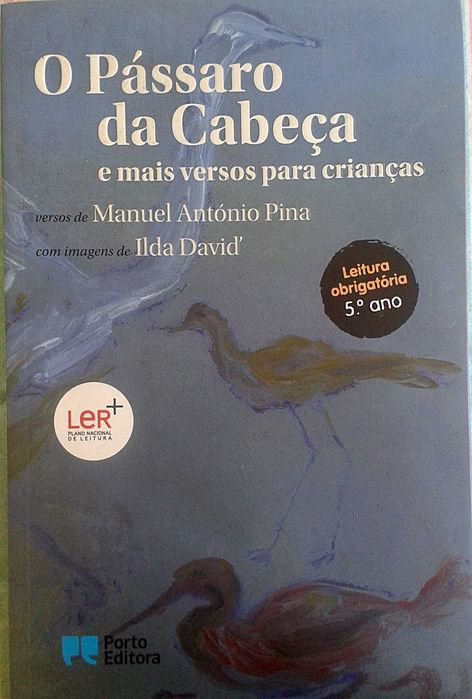 O Pássaro
da Cabeça
e mais versos para crianças
versos de Manuel António Pina
com imagens de Ilda David'
Leitura
obrigatória
5.º ano
LeR+
PLANO NACIONAL
DE LEITURA
Porto
Editora